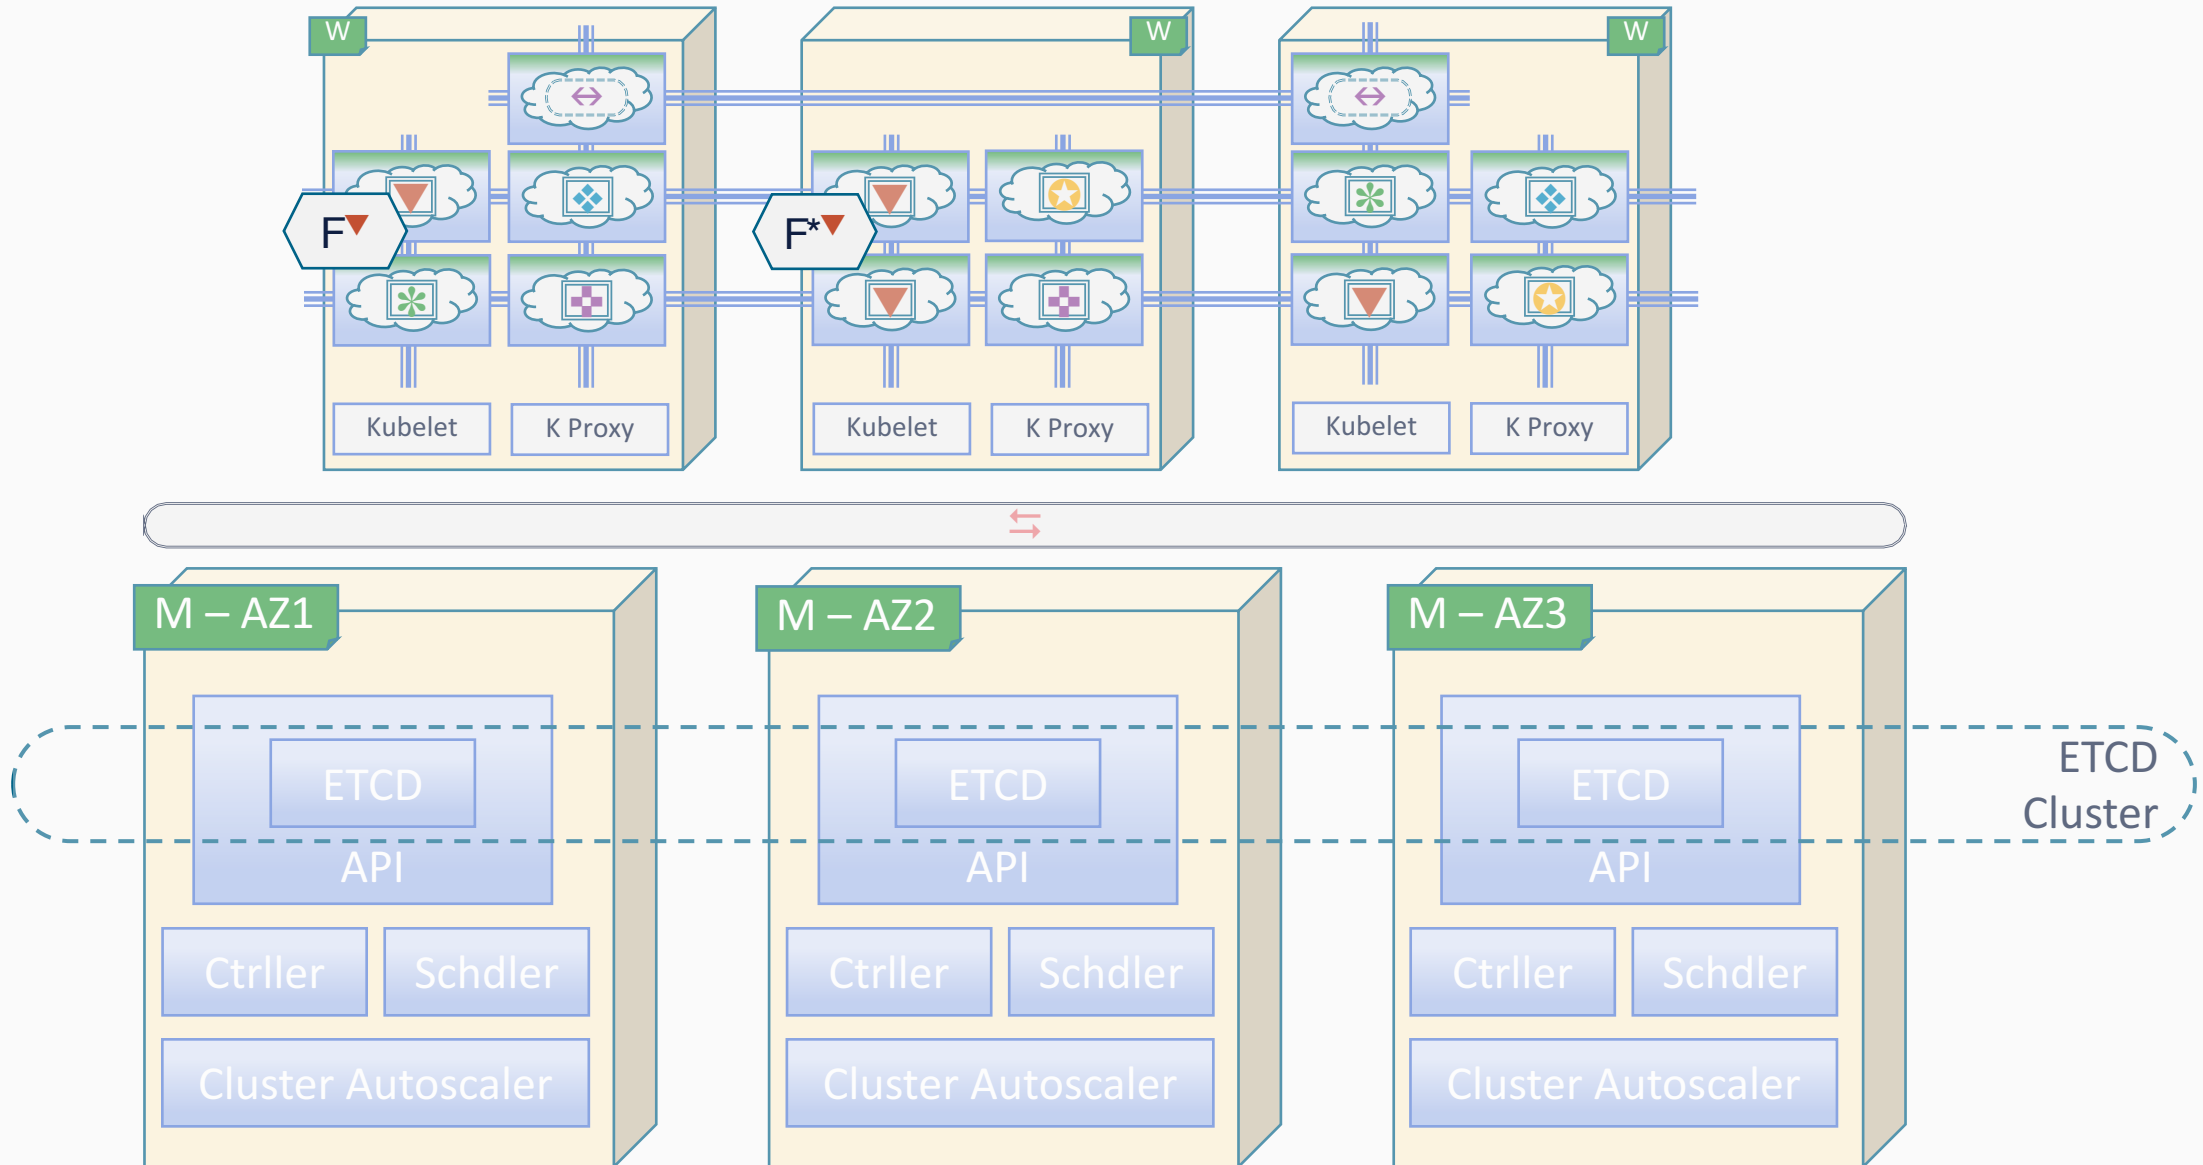 W
W
W
F
F*
Kubelet
K Proxy
Kubelet
K Proxy
Kubelet
K Proxy
M – AZ1
M – AZ2
M – AZ3
ETCD
ETCD
ETCD
ETCD
Cluster
API
API
API
Ctrller
Schdler
Ctrller
Schdler
Ctrller
Schdler
Cluster Autoscaler
Cluster Autoscaler
Cluster Autoscaler